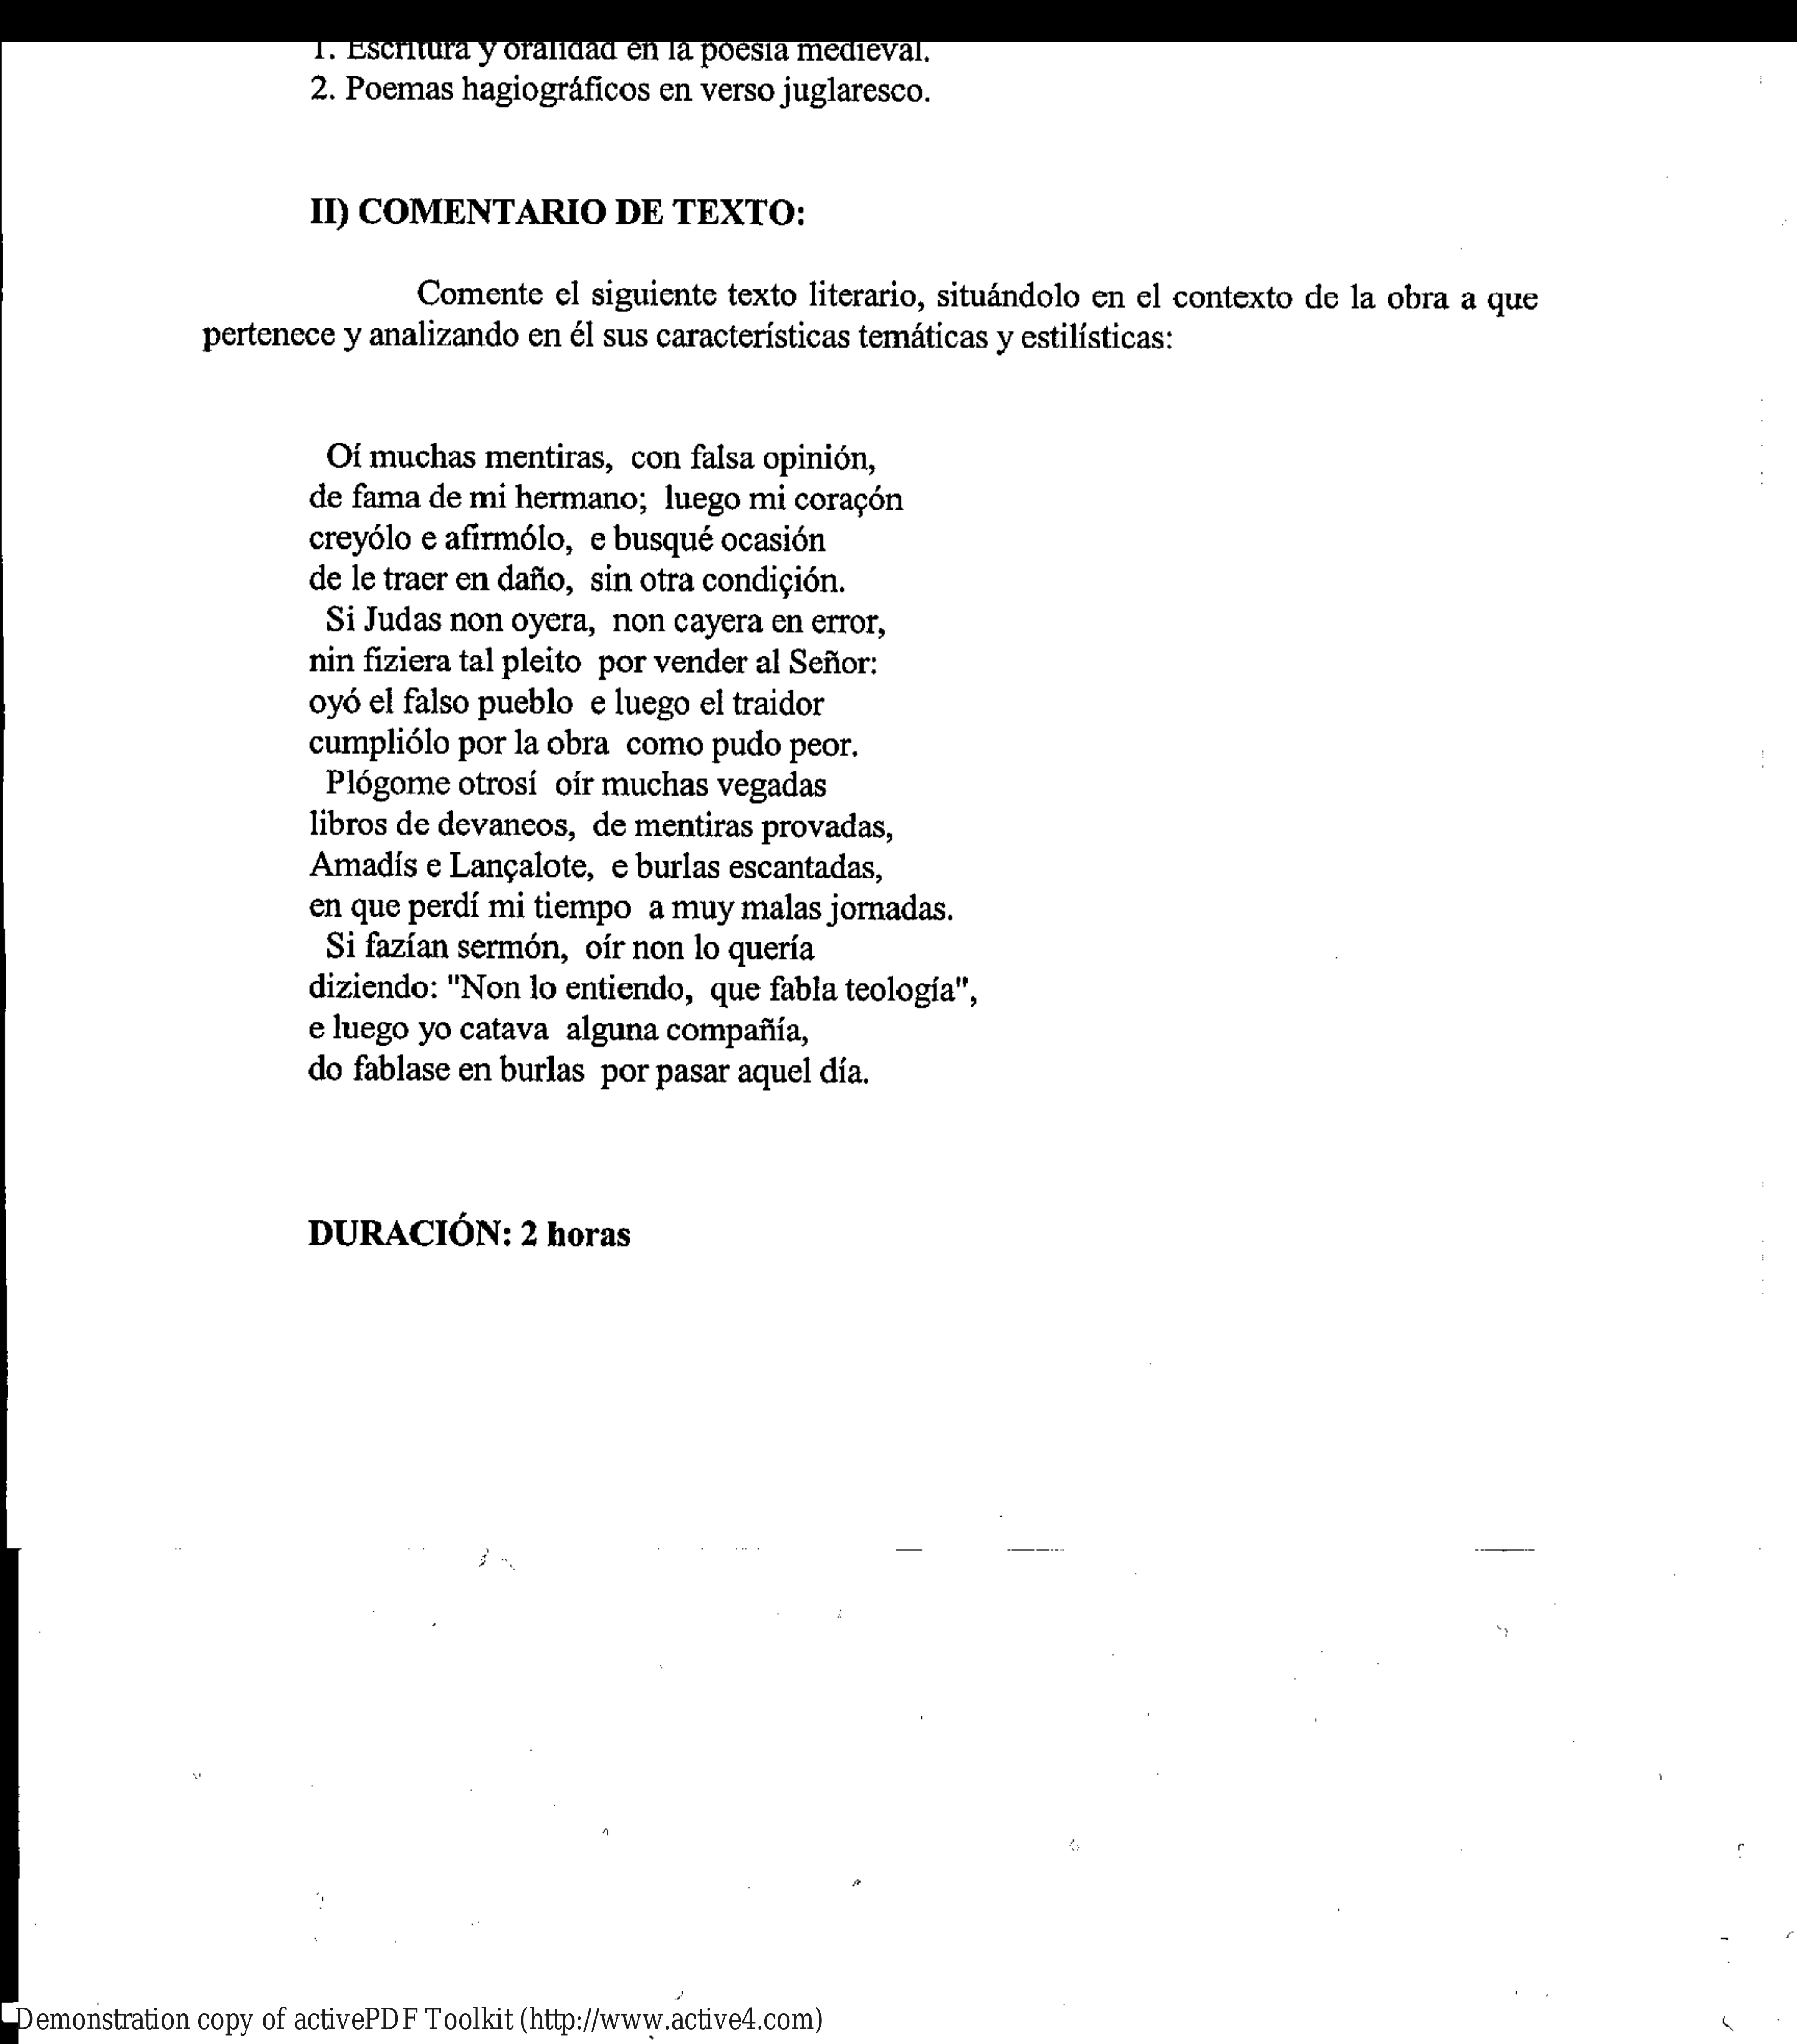 1. Escritura y oralidad en la poesía medieval.
2. Poemas hagiográficos en verso juglaresco.
II) COMENTARIO DE TEXTO:
Comente el siguiente texto literario, situándolo en el contexto de la obra a que
pertenece y analizando en él sus características temáticas y estilísticas:
Oí muchas mentiras, con falsa opinión,
de fama de mi hermano; luego mi coraçón
creyólo e afirmólo, e busqué ocasión
de le traer en daño, sin otra condiçión.
Si Judas non oyera, non cayera en error,
nin fiziera tal pleito por vender al Señor:
oyó el falso pueblo e luego el traidor
cumpliólo por la obra como pudo peor.
Plógome otrosí oír muchas vegadas
libros de devaneos, de mentiras provadas,
Amadís e Lançalote, e burlas escantadas,
en que perdí mi tiempo a muy malas jornadas.
Si fazían sermón, oír non lo quería
diziendo: "Non lo entiendo, que fabla teología",
e luego yo catava alguna compañía,
do fablase en burlas por pasar aquel día.
DURACIÓN: 2 horas
Demonstration copy of activePDF Toolkit (http://www.active4.com)